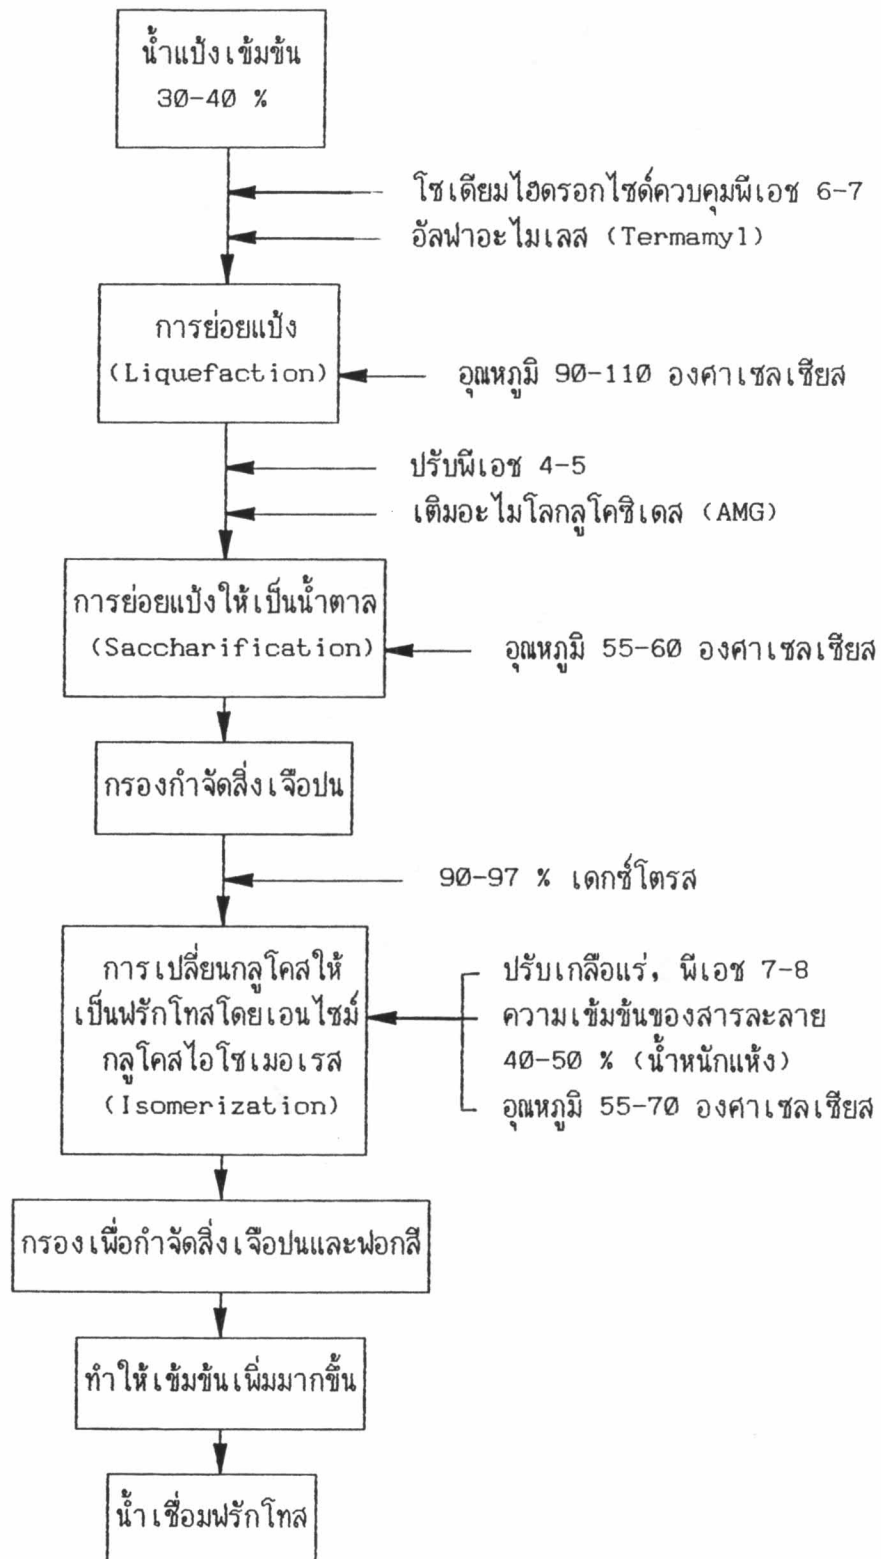 น้ำแป้งเข้มข้น
30-40 %
โซเดียมไฮดรอกไซด์ควบคุมพีเอช 6-7
อัลฟาอะไมเลส (Termamyl)
การย่อยแป้ง
(Liquefaction)
อุณหภูมิ 90-110 องศาเซลเซียส
ปรับพีเอช 4-5
เติมอะไมโลกลูโคซิเดส (AMG)
การย่อยแป้งให้เป็นน้ำตาล
(Saccharification)
อุณหภูมิ 55-60 องศาเซลเซียส
กรองกำจัดสิ่งเจือปน
90-97 % เดกซ์โตรส
การเปลี่ยนกลูโคสให้
เป็นฟรักโทสโดยเอนไซม์
กลูโคสไอโซเมอเรส
(Isomerization)
ปรับเกลือแร่, พีเอช 7-8
ความเข้มข้นของสารละลาย
40-50 % (น้ำหนักแห้ง)
อุณหภูมิ 55-70 องศาเซลเซียส
กรองเพื่อกำจัดสิ่งเจือปนและฟอกสี
ทำให้เข้มข้นเพิ่มมากขึ้น
น้ำเชื่อมฟรักโทส